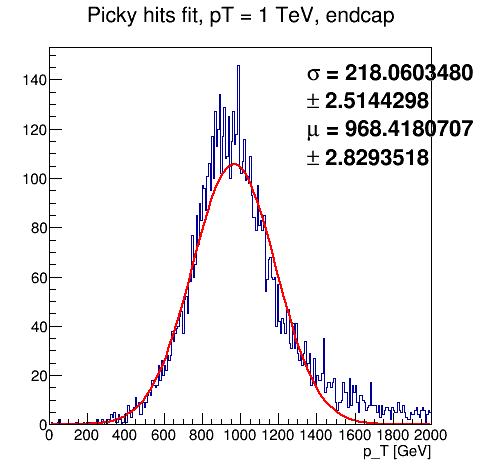 Picky hits fit, pT = 1 TeV, endcap
σ = 218.0603480
± 2.5144298
μ = 968.4180707
± 2.8293518
140
120
100
80
60
40
20
0
0 200 400 600 800 1000 1200 1400 1600 1800 2000
p_T [GeV]